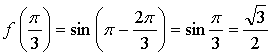 f(π/3) = sin(π − 2π/3) = sin π/3 = √3/2